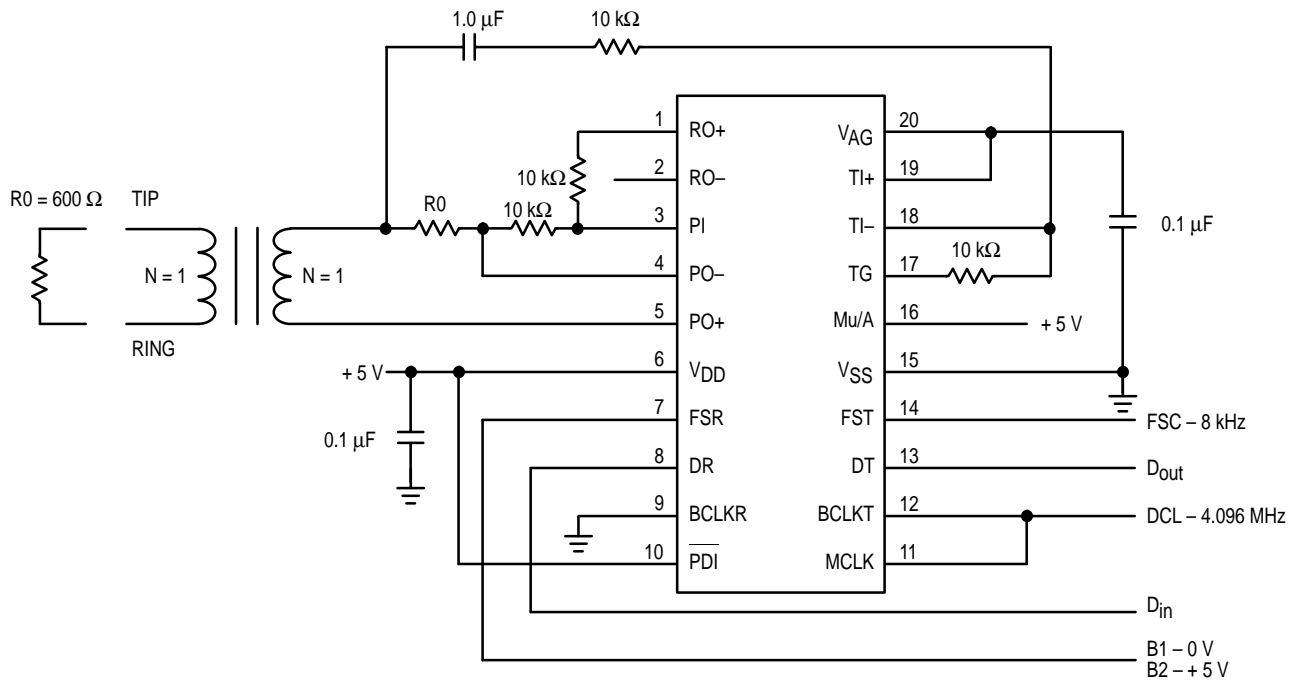 1.0 µF
10 kΩ
1
RO+
VAG
20
2
RO–
TI+
19
10 kΩ
R0 = 600 Ω
TIP
R0
10 kΩ
3
PI
TI–
18
0.1 µF
N = 1
N = 1
4
PO–
TG
17
10 kΩ
5
PO+
Mu/A
16
+ 5 V
RING
+ 5 V
6
VDD
VSS
15
7
FSR
FST
14
FSC – 8 kHz
0.1 µF
8
DR
DT
13
Dout
9
BCLKR
BCLKT
12
DCL – 4.096 MHz
10
PDI
MCLK
11
Din
B1 – 0 V
B2 – + 5 V